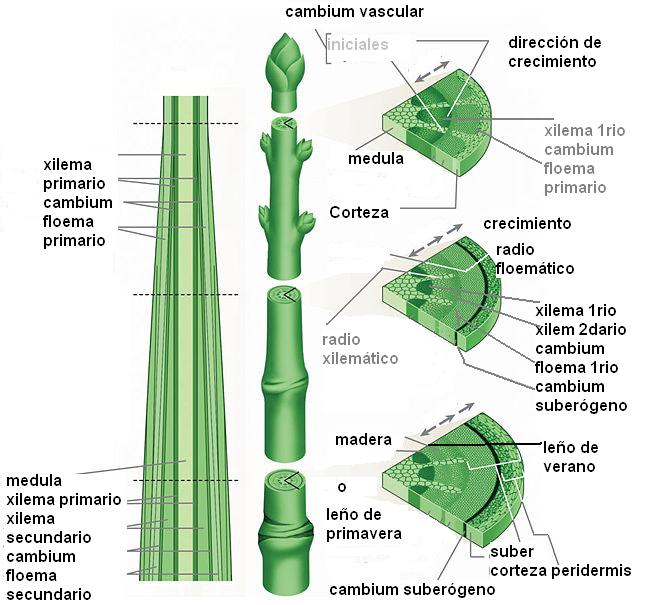 cambium vascular
iniciales
dirección de
crecimiento
xilema 1rio
cambium
floema
primario
medula
Corteza
xilema
primario
cambium
floema
primario
crecimiento
radio
floemático
xilema 1rio
xilem 2dario
cambium
floema 1rio
cambium
suberógeno
radio
xilemático
madera
leño de
verano
o
leño de
primavera
medula
xilema primario
xilema
secundario
cambium
floema
secundario
suber
corteza peridermis
cambium suberógeno